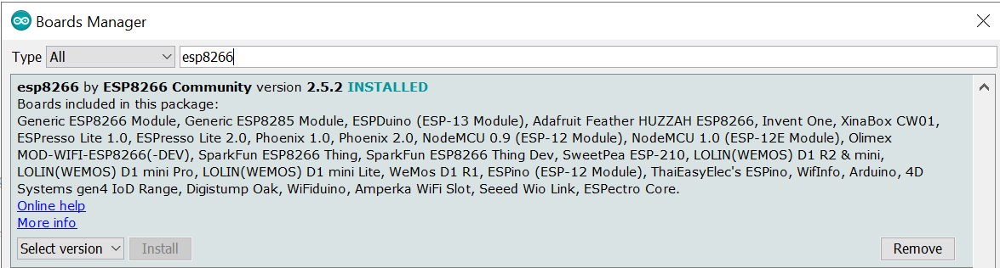 Boards Manager
Type All esp8266
esp8266 by ESP8266 Community version 2.5.2 INSTALLED
Boards included in this package:
Generic ESP8266 Module, Generic ESP8285 Module, ESPDuino (ESP-13 Module), Adafruit Feather HUZZAH ESP8266, Invent One, XinaBox CW01,
ESPresso Lite 1.0, ESPresso Lite 2.0, Phoenix 1.0, Phoenix 2.0, NodeMCU 0.9 (ESP-12 Module), NodeMCU 1.0 (ESP-12E Module), Olimex
MOD-WIFI-ESP8266(-DEV), SparkFun ESP8266 Thing, SparkFun ESP8266 Thing Dev, SweetPea ESP-210, LOLIN(WEMOS) D1 R2 & mini,
LOLIN(WEMOS) D1 mini Pro, LOLIN(WEMOS) D1 mini Lite, WeMos D1 R1, ESPino (ESP-12 Module), ThaiEasyElec's ESPino, WifInfo, Arduino, 4D
Systems gen4 IoD Range, Digistump Oak, WiFiduino, Amperka WiFi Slot, Seeed Wio Link, ESPectro Core.
Online help
More info
Select version Install Remove